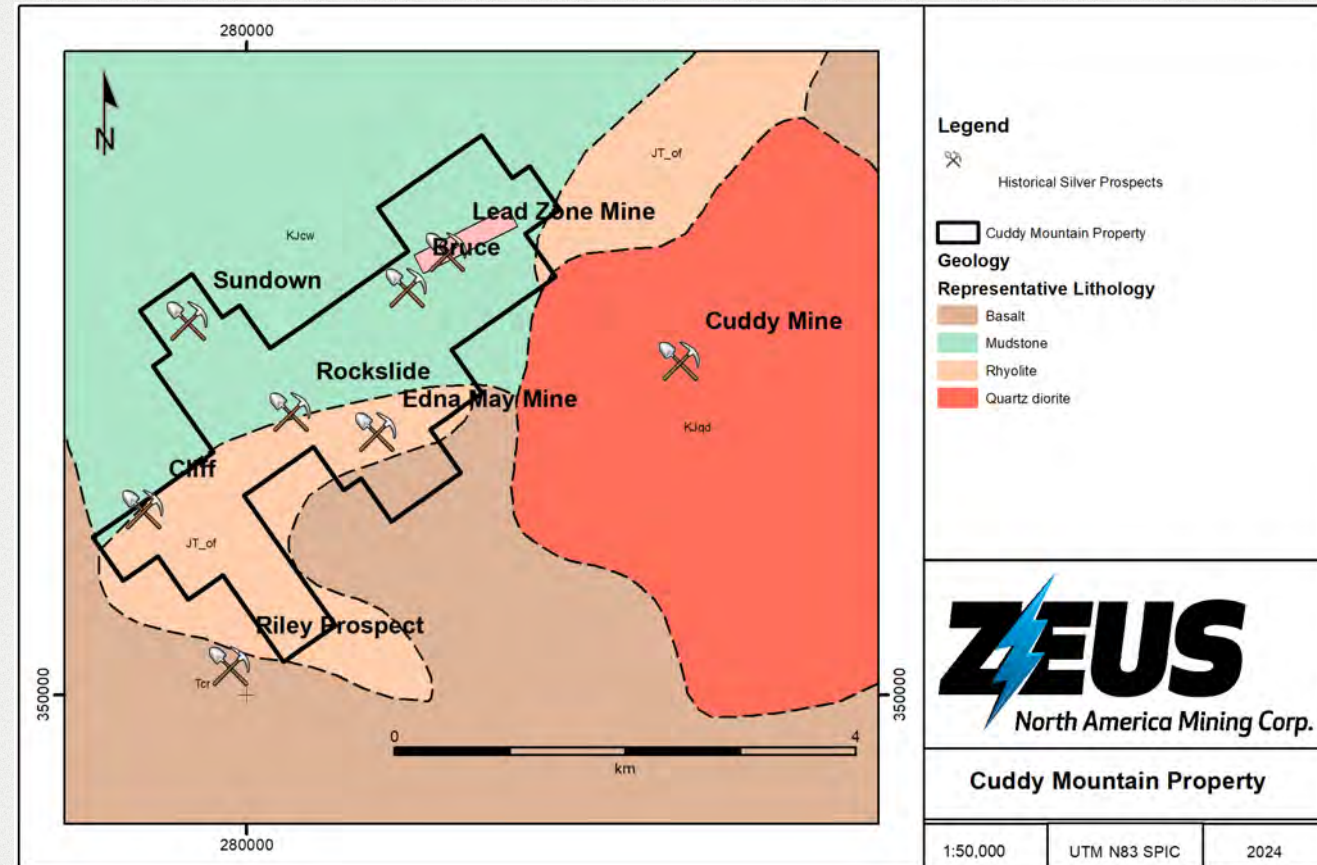 280000
N
JT_of
KJcw
Lead Zone Mine
Bruce
Sundown
Cuddy Mine
Rockslide
Edna May Mine
KJqd
Cliff
JT_of
Riley Prospect
Tcr
350000
350000
0 4
km
280000
Legend
Historical Silver Prospects
Cuddy Mountain Property
Geology
Representative Lithology
Basalt
Mudstone
Rhyolite
Quartz diorite
ZEUS
North America Mining Corp.
Cuddy Mountain Property
1:50,000 UTM N83 SPIC 2024